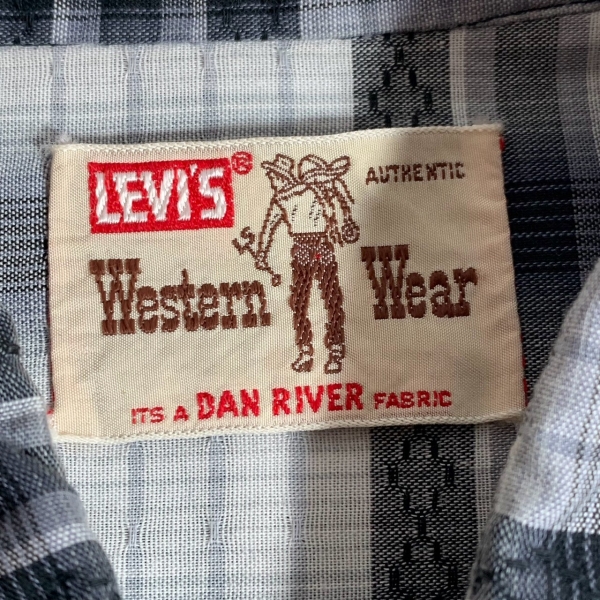 LEVI'S®
AUTHENTIC
Western Wear
ITS A DAN RIVER FABRIC